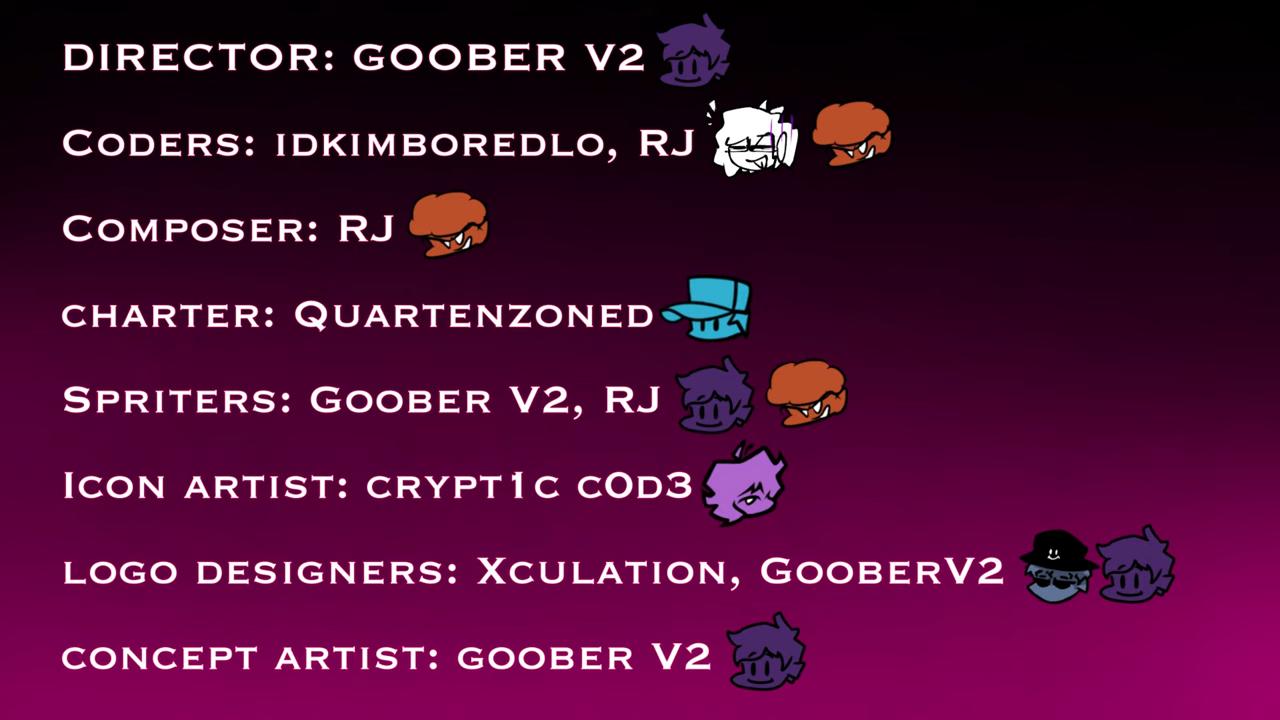 DIRECTOR: GOOBER V2
CODERS: IDKIMBOREDLO, RJ
COMPOSER: RJ
CHARTER: QUARTENZONED
SPRITERS: GOOBER V2, RJ
ICON ARTIST: CRYPT1C C0D3
LOGO DESIGNERS: XCULATION, GOOBERV2
CONCEPT ARTIST: GOOBER V2